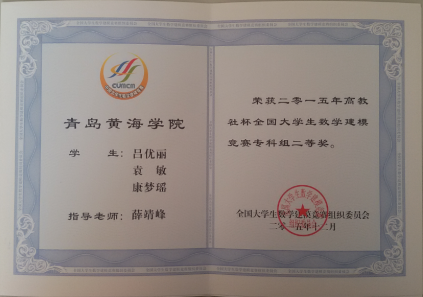 CUMCM
青岛黄海学院
学 生：吕优丽
袁 敏
康梦瑶
指导老师：薛靖峰
荣获二〇一五年高教
社杯全国大学生数学建模
竞赛专科组二等奖。
全国大学生数学建模竞赛组织委员会
二〇一五年十二月